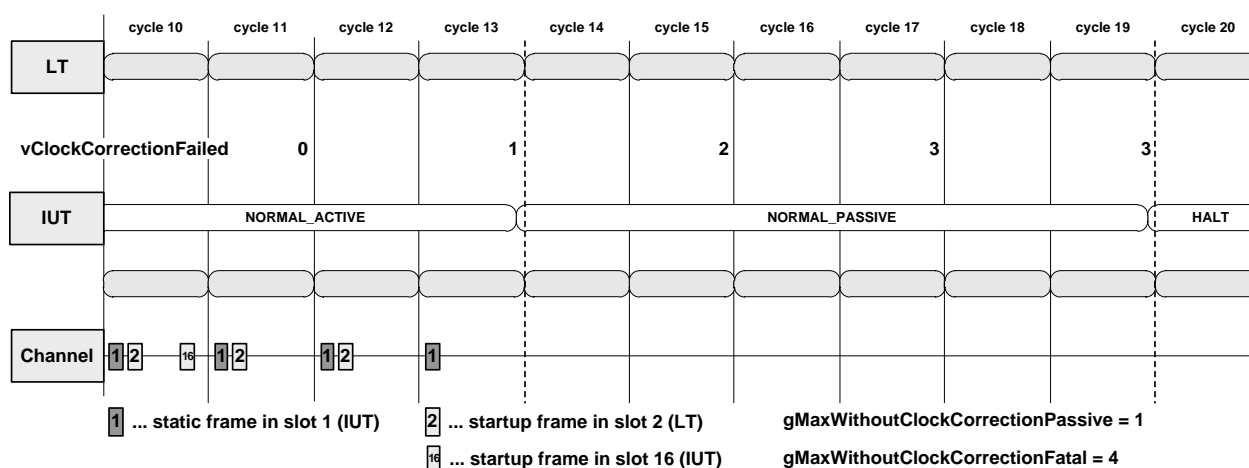 cycle 10 cycle 11 cycle 12 cycle 13 cycle 14 cycle 15 cycle 16 cycle 17 cycle 18 cycle 19 cycle 20
LT
vClockCorrectionFailed 0 1 2 3 3
IUT NORMAL_ACTIVE NORMAL_PASSIVE HALT
Channel 1 2 16 1 2 1 2 1
1 ... static frame in slot 1 (IUT) 2 ... startup frame in slot 2 (LT) gMaxWithoutClockCorrectionPassive = 1
16 ... startup frame in slot 16 (IUT) gMaxWithoutClockCorrectionFatal = 4